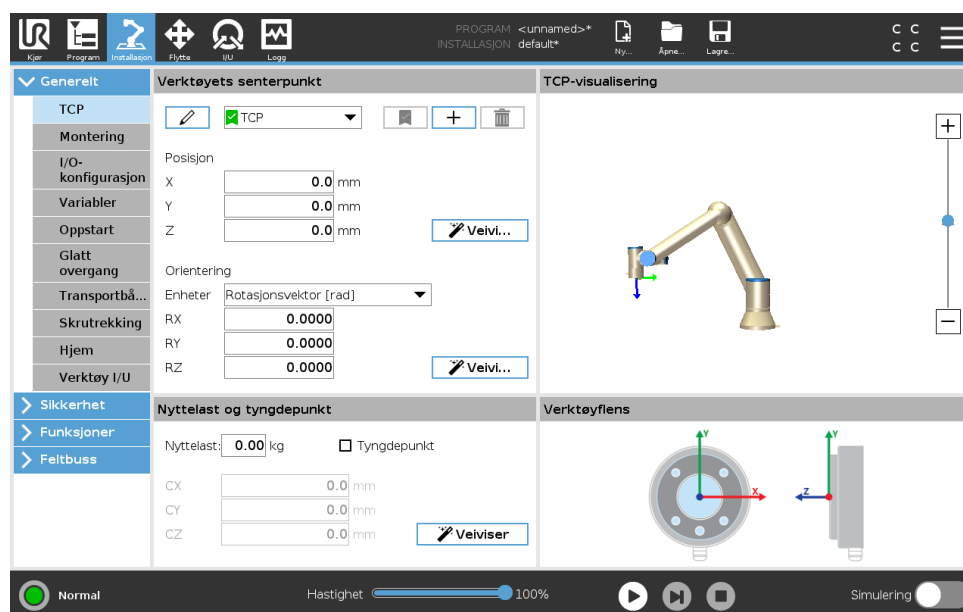 PROGRAM <unnamed>*
INSTALLASJON default*
Kjør Program Installasjon Flytte I/U Logg
Ny... Åpne... Lagre...
C C
C C
Generelt
TCP
Montering
I/O-
konfigurasjon
Variabler
Oppstart
Glatt
overgang
Transportbå...
Skrutrekking
Hjem
Verktøy I/U
Sikkerhet
Funksjoner
Feltbuss
Verktøyets senterpunkt
TCP
Posisjon
X 0.0 mm
Y 0.0 mm
Z 0.0 mm Veivi...
Orientering
Enheter Rotasjonsvektor [rad]
RX 0.0000
RY 0.0000
RZ 0.0000 Veivi...
Nyttelast og tyngdepunkt
Nyttelast: 0.00 kg Tyngdepunkt
CX 0.0 mm
CY 0.0 mm
CZ 0.0 mm Veiviser
TCP-visualisering
Verktøyflens
Y Y
X Z
Normal Hastighet 100% Simulering